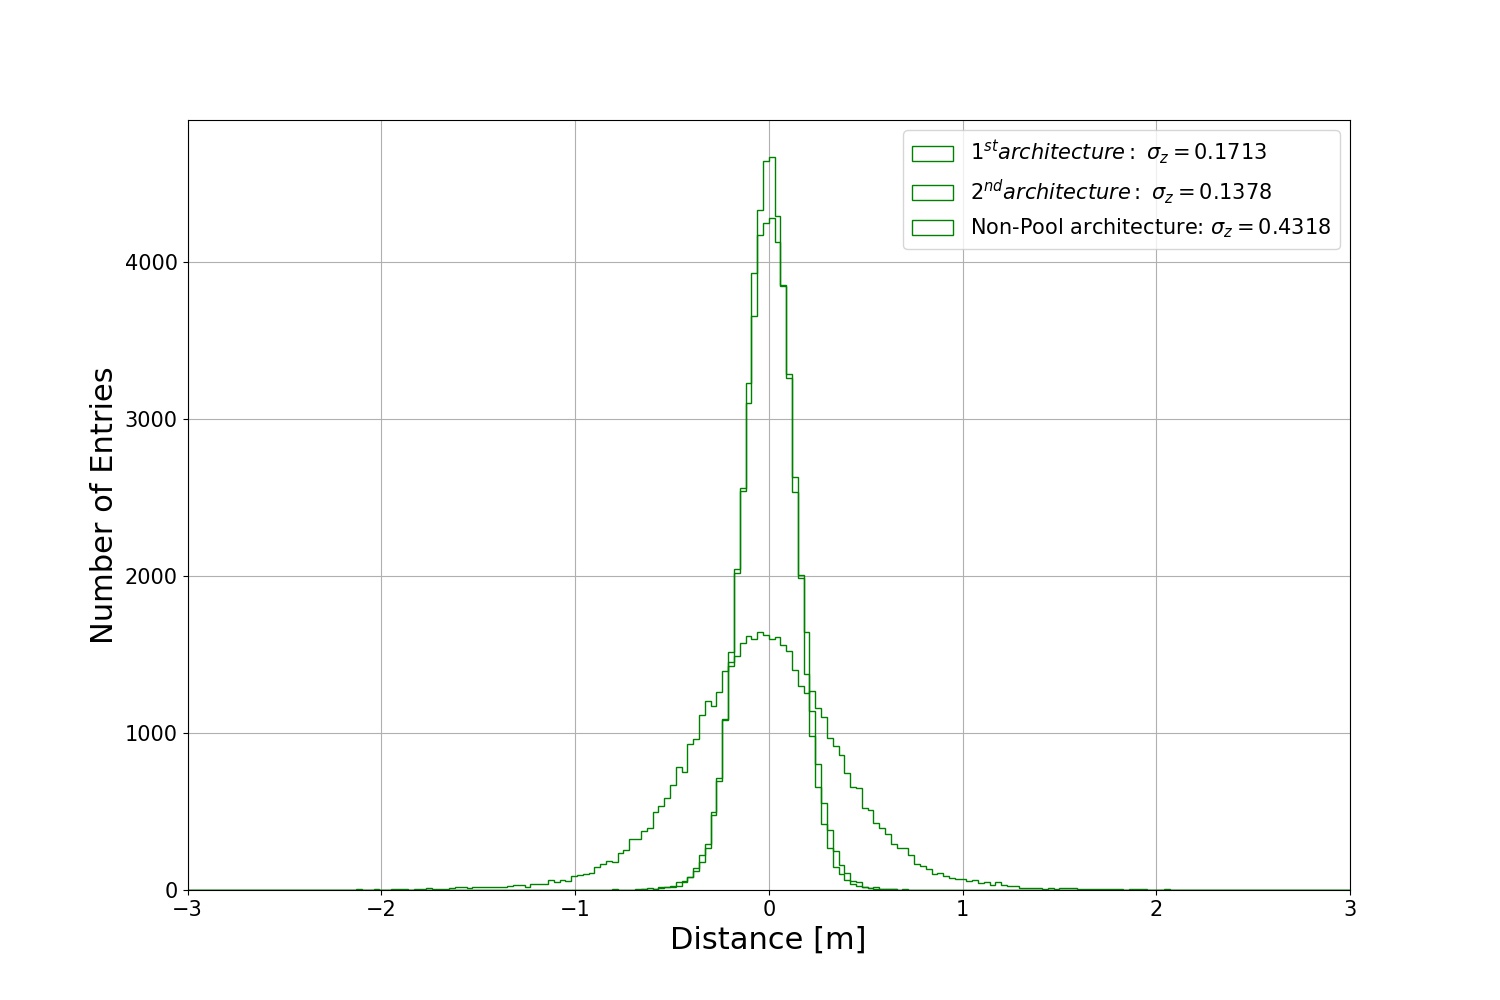 1st architecture: σz = 0.1713
2nd architecture: σz = 0.1378
Non-Pool architecture: σz = 0.4318
4000
3000
2000
1000
0
Number of Entries
−3 −2 −1 0 1 2 3
Distance [m]